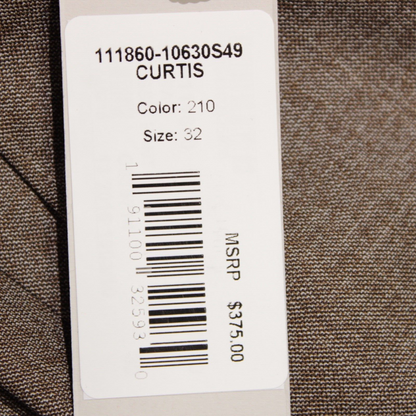 111860-10630S49
CURTIS
Color: 210
Size: 32
1 91100 32593 0
MSRP $375.00